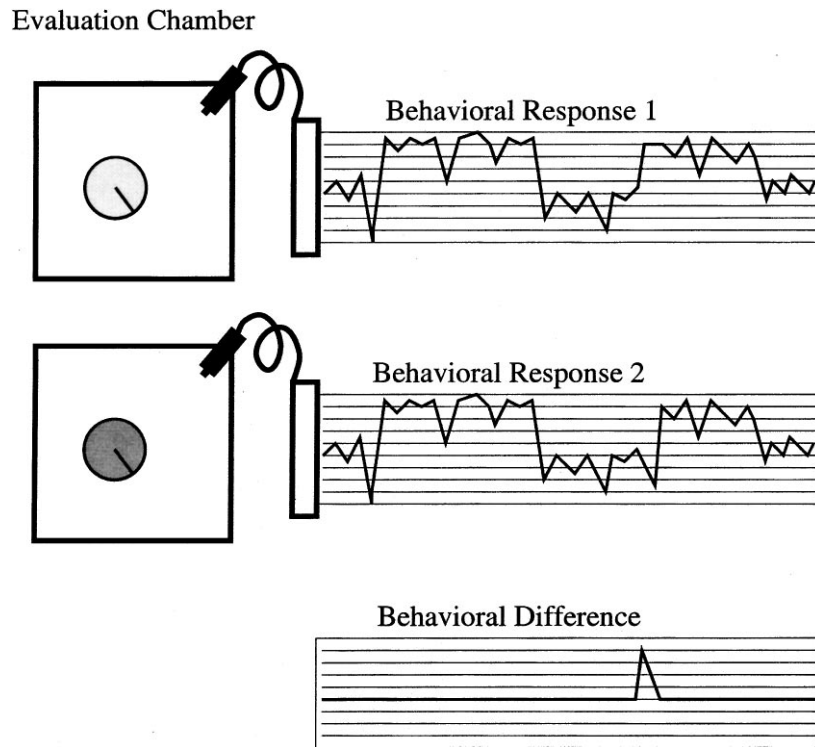 Evaluation Chamber
Behavioral Response 1
Behavioral Response 2
Behavioral Difference